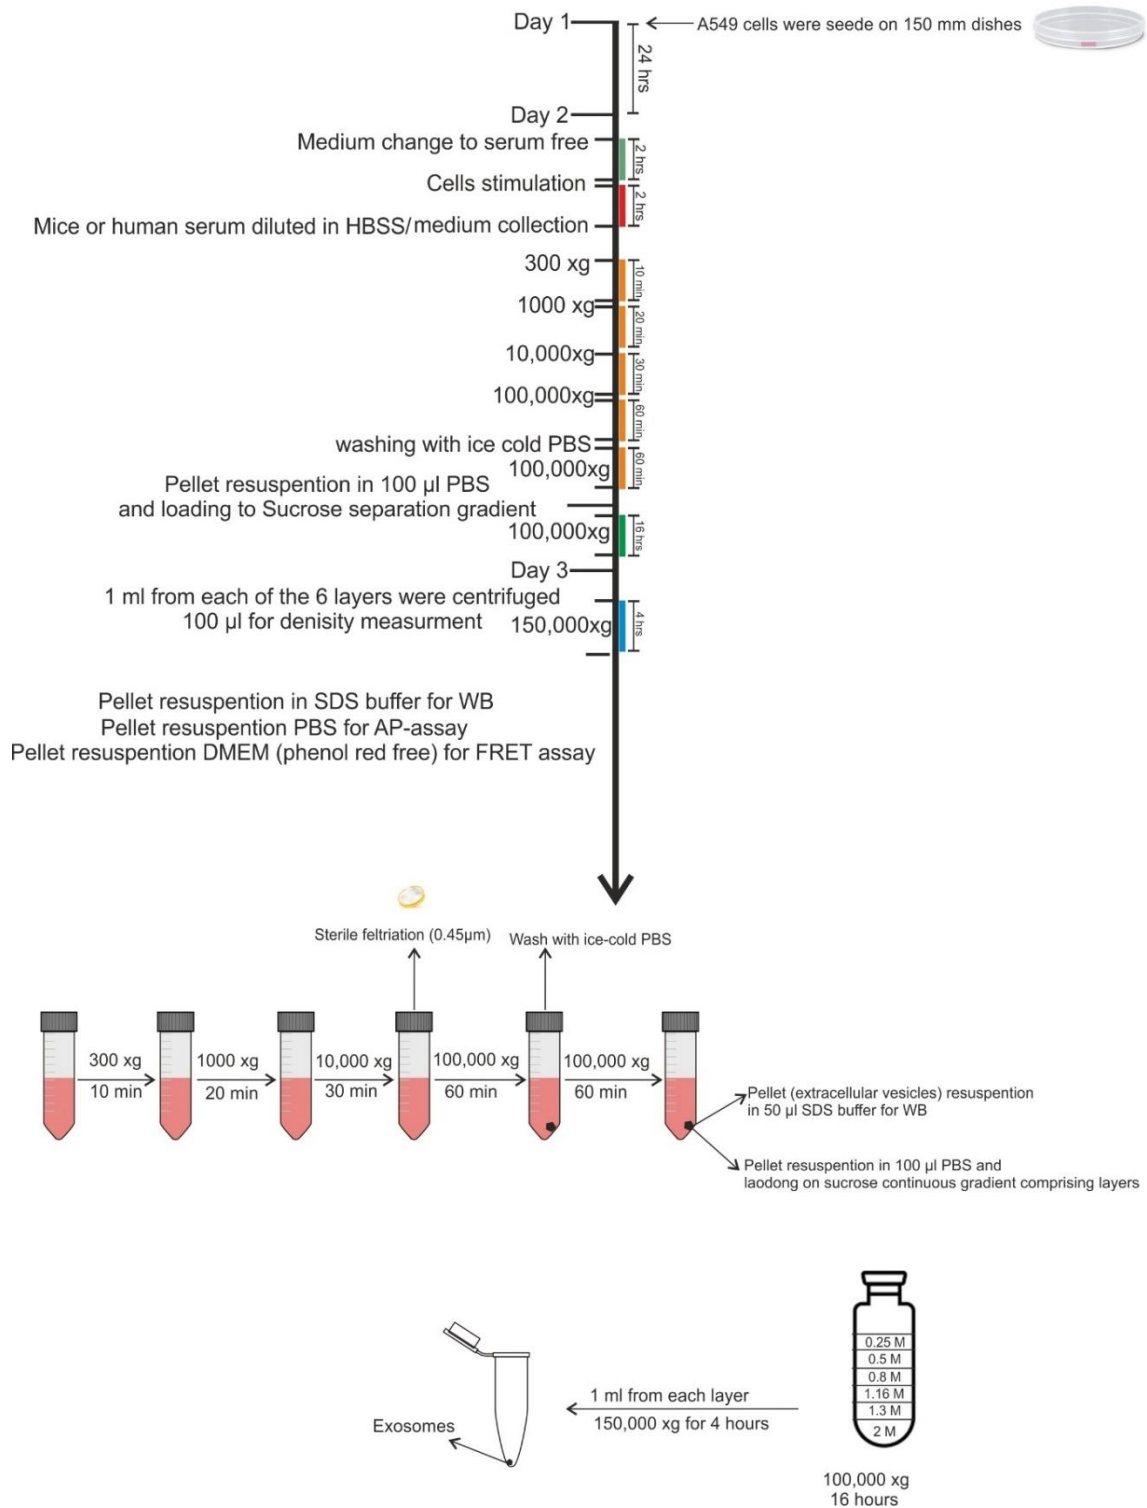 Day 1
A549 cells were seede on 150 mm dishes
24 hrs
Day 2
Medium change to serum free
2 hrs
Cells stimulation
2 hrs
Mice or human serum diluted in HBSS/medium collection
300 xg
10 min
1000 xg
20 min
10,000xg
30 min
100,000xg
60 min
washing with ice cold PBS
100,000xg
60 min
Pellet resuspention in 100 µl PBS
and loading to Sucrose separation gradient
100,000xg
16 hrs
Day 3
1 ml from each of the 6 layers were centrifuged
100 µl for denisity measurment
150,000xg
4 hrs
Pellet resuspention in SDS buffer for WB
Pellet resuspention PBS for AP-assay
Pellet resuspention DMEM (phenol red free) for FRET assay
Sterile feltriation (0.45µm)
Wash with ice-cold PBS
300 xg
10 min
1000 xg
20 min
10,000 xg
30 min
100,000 xg
60 min
100,000 xg
60 min
Pellet (extracellular vesicles) resuspention
in 50 µl SDS buffer for WB
Pellet resuspention in 100 µl PBS and
laodong on sucrose continuous gradient comprising layers
0.25 M
0.5 M
0.8 M
1.16 M
1.3 M
2 M
1 ml from each layer
150,000 xg for 4 hours
Exosomes
100,000 xg
16 hours